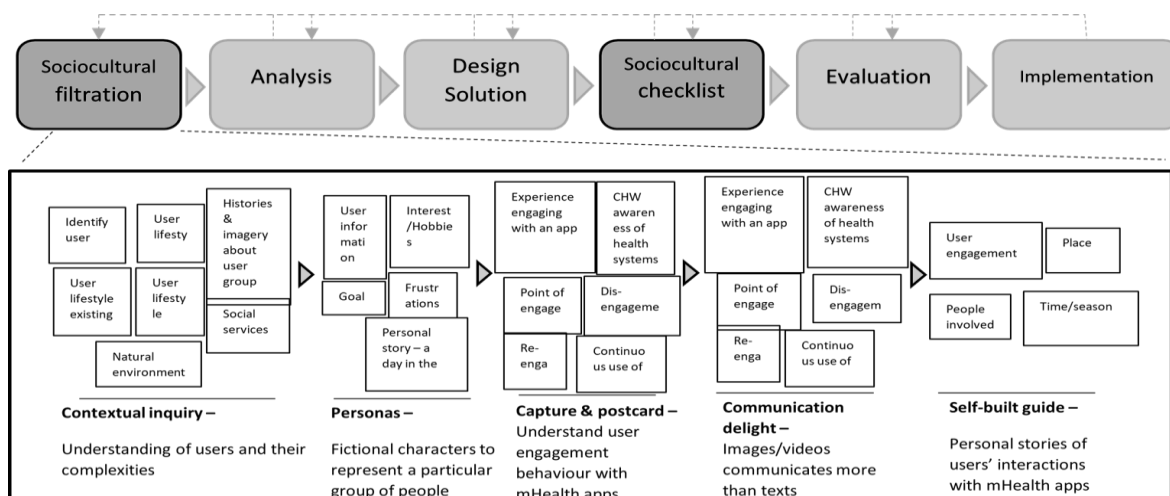 Sociocultural
filtration
Analysis
Design
Solution
Sociocultural
checklist
Evaluation
Implementation
Identify
user
User
lifesty
Histories
&
imagery
about
user
group
User
lifestyle
existing
User
lifesty
le
Social
services
Natural
environment
User
infor
mati
on
Interest
/Hobbie
s
Goal
Frustr
ations
Personal
story – a
day in the
Experience
engaging
with an app
CHW
awaren
ess of
health
systems
Point of
engage
Dis-
engageme
Re-
enga
Continuo
us use of
Experience
engaging
with an app
CHW
awareness
of health
systems
Point of
engage
Dis-
engagem
Re-
enga
Continuo
us use of
User
engagement
Place
People
involved
Time/season
Contextual inquiry –
Understanding of users and their
complexities
Personas –
Fictional characters to
represent a particular
group of people
Capture & postcard –
Understand user
engagement
behaviour with
mHealth apps
Communication
delight –
Images/videos
communicates more
than texts
Self-built guide –
Personal stories of
users' interactions
with mHealth apps